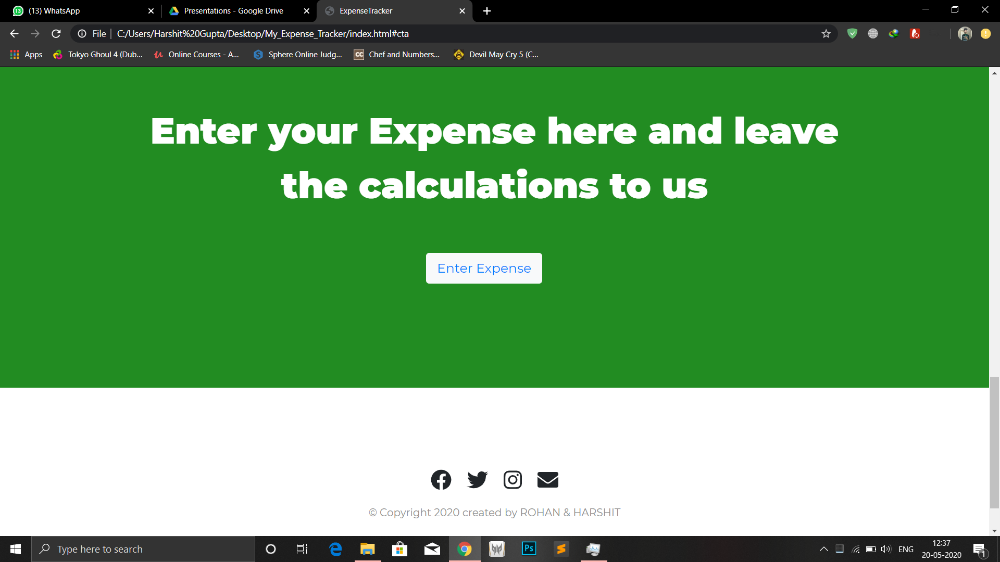 (13) WhatsApp
Presentations - Google Drive
ExpenseTracker
File
C:/Users/Harshit%20Gupta/Desktop/My_Expense_Tracker/index.html#cta
Apps
Tokyo Ghoul 4 (Dub...
Online Courses - A...
Sphere Online Judg...
CC
Chef and Numbers...
Devil May Cry 5 (C...
Enter your Expense here and leave
the calculations to us
Enter Expense
© Copyright 2020 created by ROHAN & HARSHIT
Type here to search
Ps
ENG
12:37
20-05-2020
1